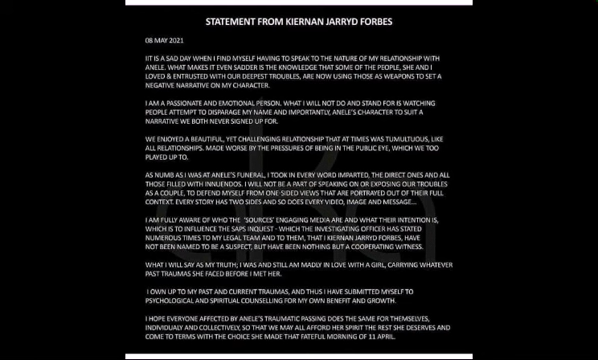 STATEMENT FROM KIERNAN JARRYD FORBES
08 MAY 2021
IIT IS A SAD DAY WHEN I FIND MYSELF HAVING TO SPEAK TO THE NATURE OF MY RELATIONSHIP WITH
ANELE. WHAT MAKES IT EVEN SADDER IS THE KNOWLEDGE THAT SOME OF THE PEOPLE, SHE AND I
LOVED & ENTRUSTED WITH OUR DEEPEST TROUBLES, ARE NOW USING THOSE AS WEAPONS TO SET A
NEGATIVE NARRATIVE ON MY CHARACTER.
I AM A PASSIONATE AND EMOTIONAL PERSON. WHAT I WILL NOT DO AND STAND FOR IS WATCHING
PEOPLE ATTEMPT TO DISPARAGE MY NAME AND IMPORTANTLY, ANELE'S CHARACTER TO SUIT A
NARRATIVE WE BOTH NEVER SIGNED UP FOR.
WE ENJOYED A BEAUTIFUL, YET CHALLENGING RELATIONSHIP THAT AT TIMES WAS TUMULTUOUS, LIKE
ALL RELATIONSHIPS. MADE WORSE BY THE PRESSURES OF BEING IN THE PUBLIC EYE, WHICH WE TOO
PLAYED UP TO.
AS NUMB AS I WAS AT ANELE'S FUNERAL, I TOOK IN EVERY WORD IMPARTED, THE DIRECT ONES AND ALL
THOSE FILLED WITH INNUENDOS. I WILL NOT BE A PART OF SPEAKING ON OR EXPOSING OUR TROUBLES
AS A COUPLE, TO DEFEND MYSELF FROM ONE-SIDED VIEWS THAT ARE PORTRAYED OUT OF THEIR FULL
CONTEXT. EVERY STORY HAS TWO SIDES AND SO DOES EVERY VIDEO, IMAGE AND MESSAGE...
I AM FULLY AWARE OF WHO THE 'SOURCES' ENGAGING MEDIA ARE AND WHAT THEIR INTENTION IS,
WHICH IS TO INFLUENCE THE SAPS INQUEST - WHICH THE INVESTIGATING OFFICER HAS STATED
NUMEROUS TIMES TO MY LEGAL TEAM AND TO THEM, THAT I KIERNAN JARRYD FORBES, HAVE
NOT BEEN NAMED TO BE A SUSPECT, BUT HAVE BEEN NOTHING BUT A COOPERATING WITNESS.
WHAT I WILL SAY AS MY TRUTH; I WAS AND STILL AM MADLY IN LOVE WITH A GIRL, CARRYING WHATEVER
PAST TRAUMAS SHE FACED BEFORE I MET HER.
I OWN UP TO MY PAST AND CURRENT TRAUMAS, AND THUS I HAVE SUBMITTED MYSELF TO
PSYCHOLOGICAL AND SPIRITUAL COUNSELLING FOR MY OWN BENEFIT AND GROWTH.
I HOPE EVERYONE AFFECTED BY ANELE'S TRAUMATIC PASSING DOES THE SAME FOR THEMSELVES,
INDIVIDUALLY AND COLLECTIVELY, SO THAT WE MAY ALL AFFORD HER SPIRIT THE REST SHE DESERVES AND
COME TO TERMS WITH THE CHOICE SHE MADE THAT FATEFUL MORNING OF 11 APRIL.